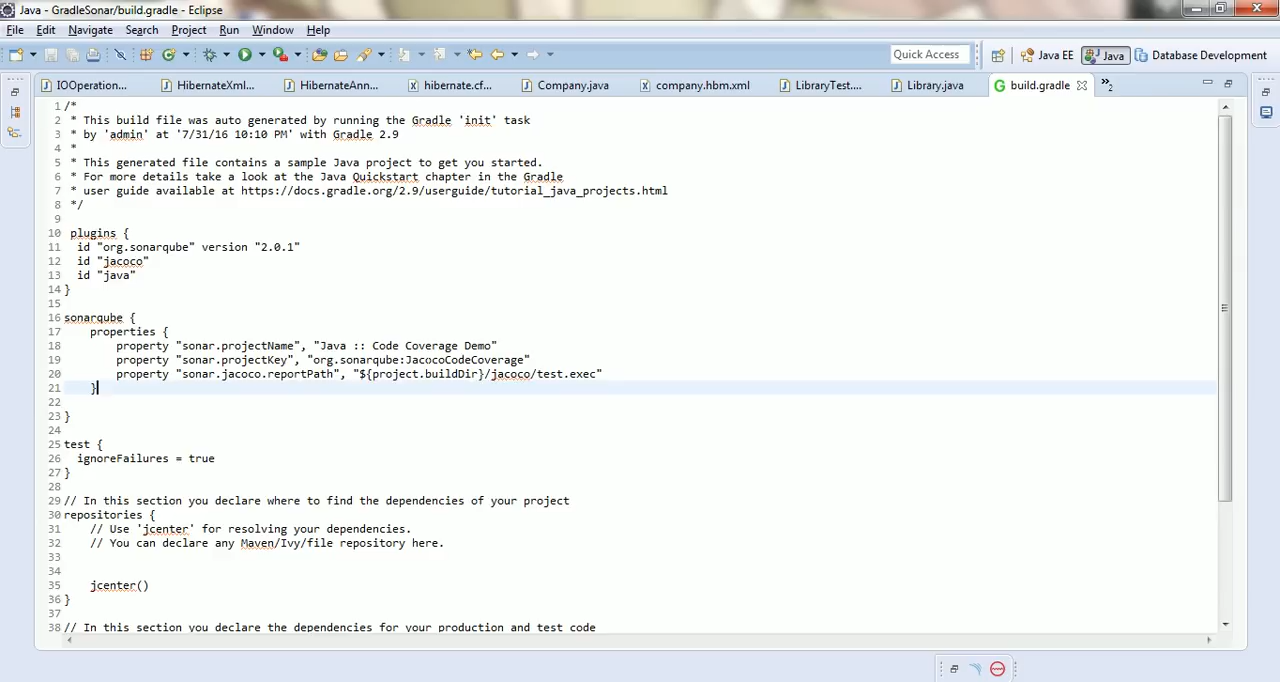 Java - GradleSonar/build.gradle - Eclipse
File Edit Navigate Search Project Run Window Help
Quick Access Java EE Java Database Development
IOOperation... HibernateXml... HibernateAnn... hibernate.cf... Company.java company.hbm.xml LibraryTest.... Library.java build.gradle »2
1 /*
2 * This build file was auto generated by running the Gradle 'init' task
3 * by 'admin' at '7/31/16 10:10 PM' with Gradle 2.9
4 *
5 * This generated file contains a sample Java project to get you started.
6 * For more details take a look at the Java Quickstart chapter in the Gradle
7 * user guide available at https://docs.gradle.org/2.9/userguide/tutorial_java_projects.html
8 */
9
10 plugins {
11 id "org.sonarqube" version "2.0.1"
12 id "jacoco"
13 id "java"
14 }
15
16 sonarqube {
17 properties {
18 property "sonar.projectName", "Java :: Code Coverage Demo"
19 property "sonar.projectKey", "org.sonarqube:JacocoCodeCoverage"
20 property "sonar.jacoco.reportPath", "${project.buildDir}/jacoco/test.exec"
21 }
22
23 }
24
25 test {
26 ignoreFailures = true
27 }
28
29 // In this section you declare where to find the dependencies of your project
30 repositories {
31 // Use 'jcenter' for resolving your dependencies.
32 // You can declare any Maven/Ivy/file repository here.
33
34
35 jcenter()
36 }
37
38 // In this section you declare the dependencies for your production and test code